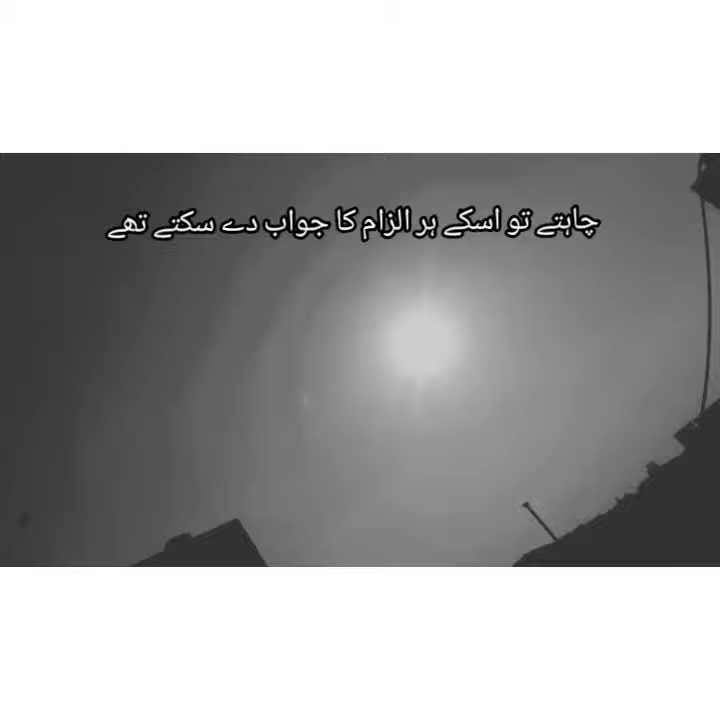 چاہتے تو اسکے ہر الزام کا جواب دے سکتے تھے